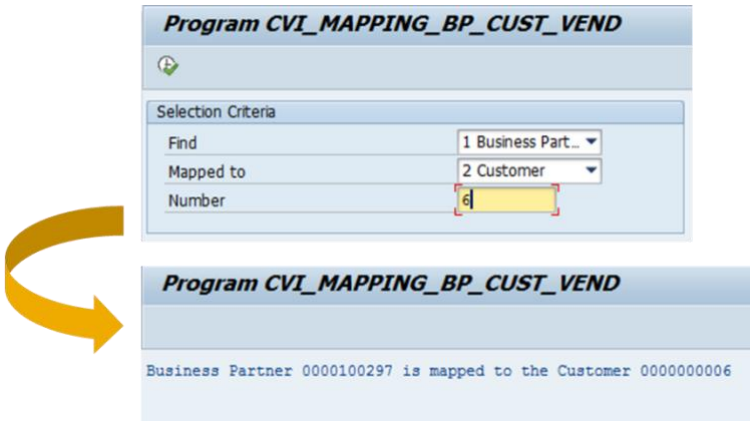 Program CVI_MAPPING_BP_CUST_VEND
Selection Criteria
Find 1 Business Part...
Mapped to 2 Customer
Number 6
Program CVI_MAPPING_BP_CUST_VEND
Business Partner 0000100297 is mapped to the Customer 0000000006